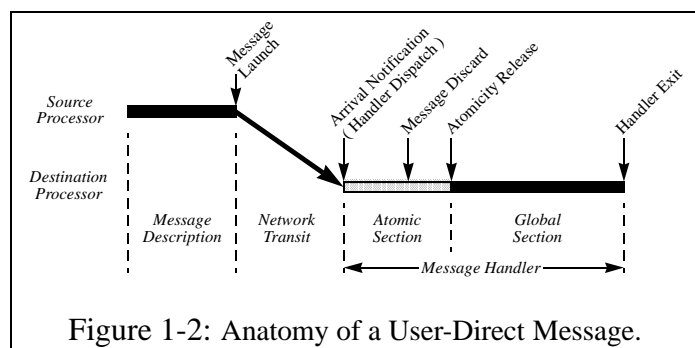 Message
Launch
Arrival Notification
( Handler Dispatch )
Message Discard
Atomicity Release
Handler Exit
Source
Processor
Destination
Processor
Message
Description
Network
Transit
Atomic
Section
Global
Section
Message Handler
Figure 1-2: Anatomy of a User-Direct Message.